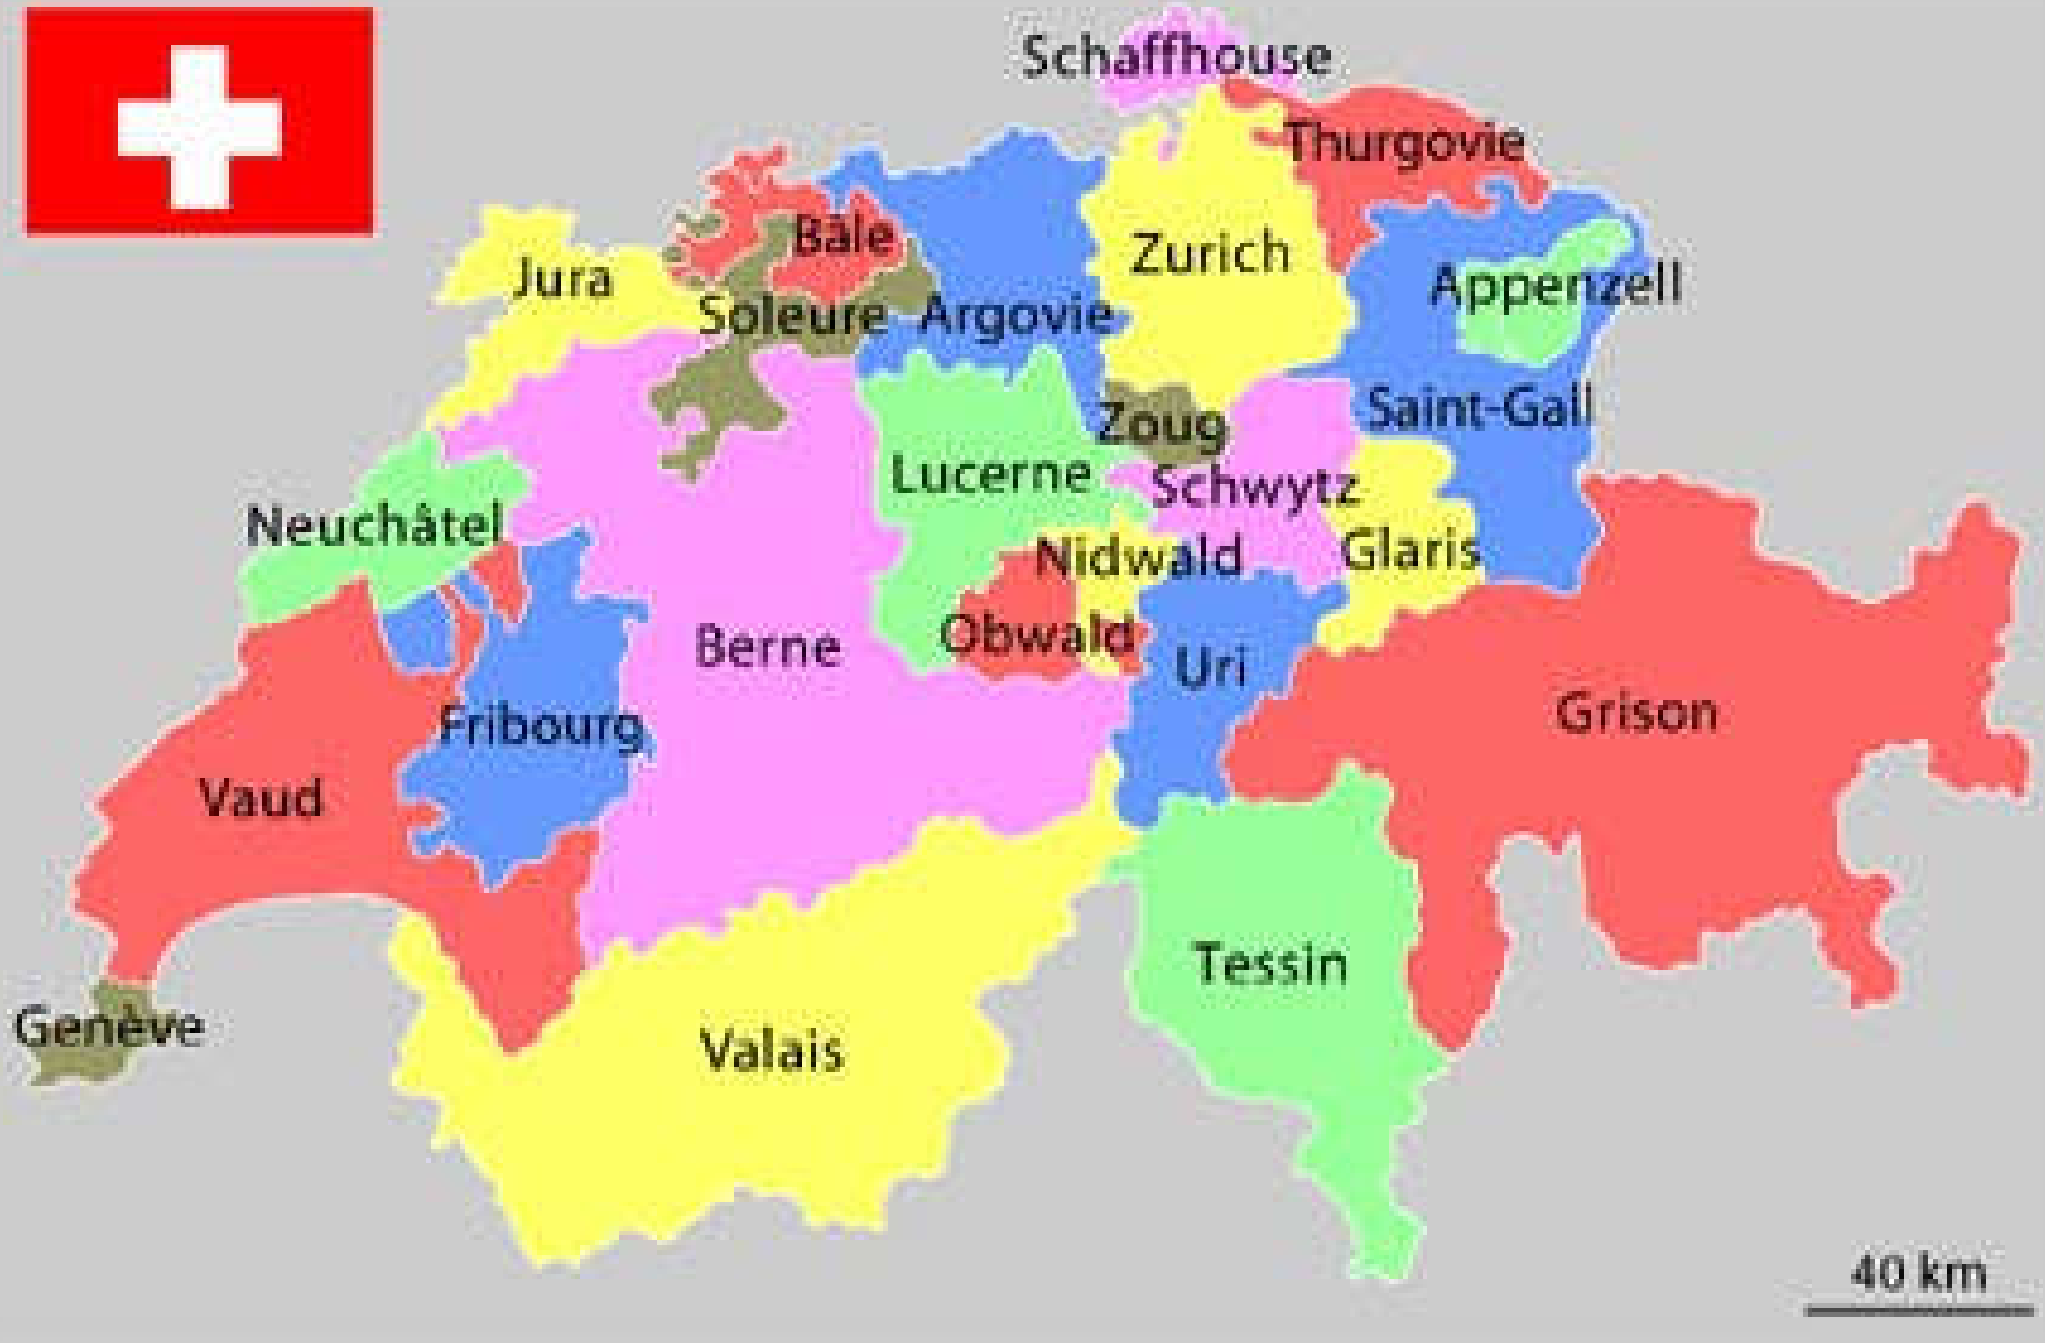 Schaffhouse
Thurgovie
Bâle
Zurich
Jura
Appenzell
Soleure
Argovie
Saint-Gall
Zoug
Lucerne
Schwytz
Neuchâtel
Nidwald
Glaris
Obwald
Berne
Uri
Grison
Fribourg
Vaud
Tessin
Genève
Valais
40 km